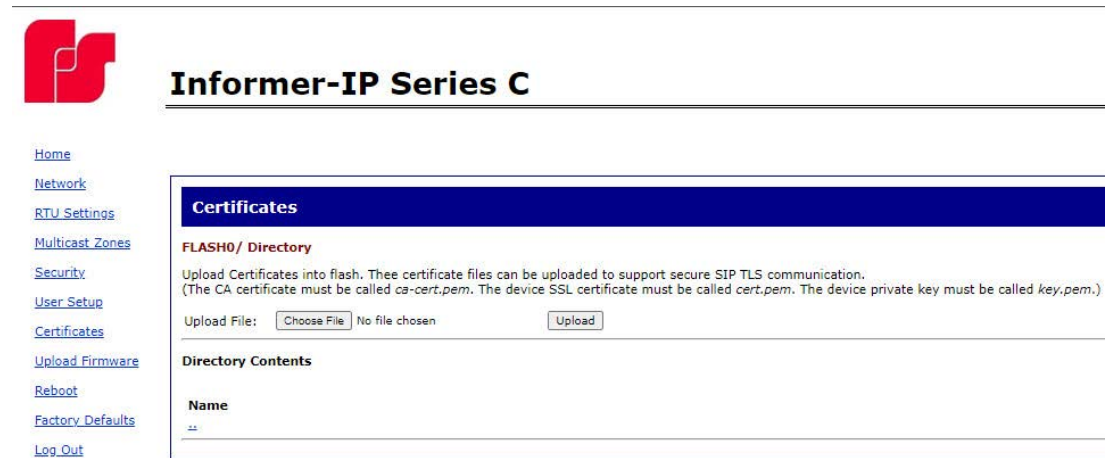 Informer-IP Series C
Home
Network
RTU Settings
Multicast Zones
Security
User Setup
Certificates
Upload Firmware
Reboot
Factory Defaults
Log Out
Certificates
FLASH0/ Directory
Upload Certificates into flash. Thee certificate files can be uploaded to support secure SIP TLS communication.
(The CA certificate must be called ca-cert.pem. The device SSL certificate must be called cert.pem. The device private key must be called key.pem.)
Upload File: Choose File No file chosen Upload
Directory Contents
Name
..